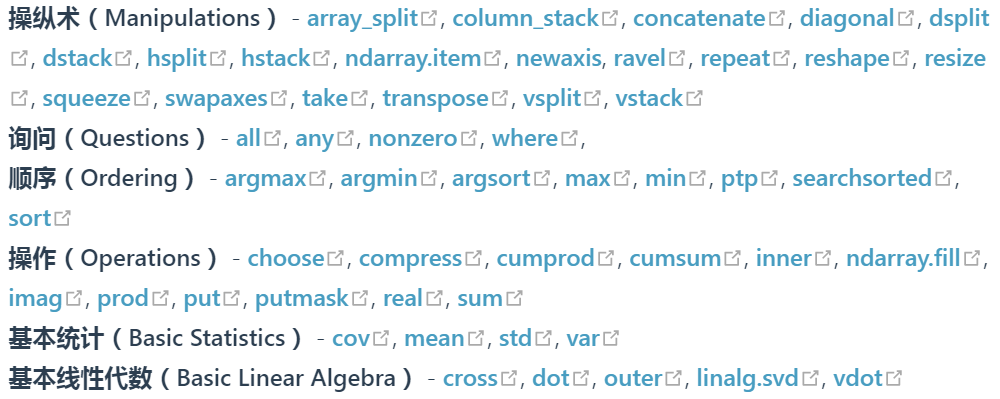 操纵术（Manipulations） - array_split, column_stack, concatenate, diagonal, dsplit
, dstack, hsplit, hstack, ndarray.item, newaxis, ravel, repeat, reshape, resize
, squeeze, swapaxes, take, transpose, vsplit, vstack
询问（Questions） - all, any, nonzero, where,
顺序（Ordering） - argmax, argmin, argsort, max, min, ptp, searchsorted,
sort
操作（Operations） - choose, compress, cumprod, cumsum, inner, ndarray.fill,
imag, prod, put, putmask, real, sum
基本统计（Basic Statistics） - cov, mean, std, var
基本线性代数（Basic Linear Algebra） - cross, dot, outer, linalg.svd, vdot